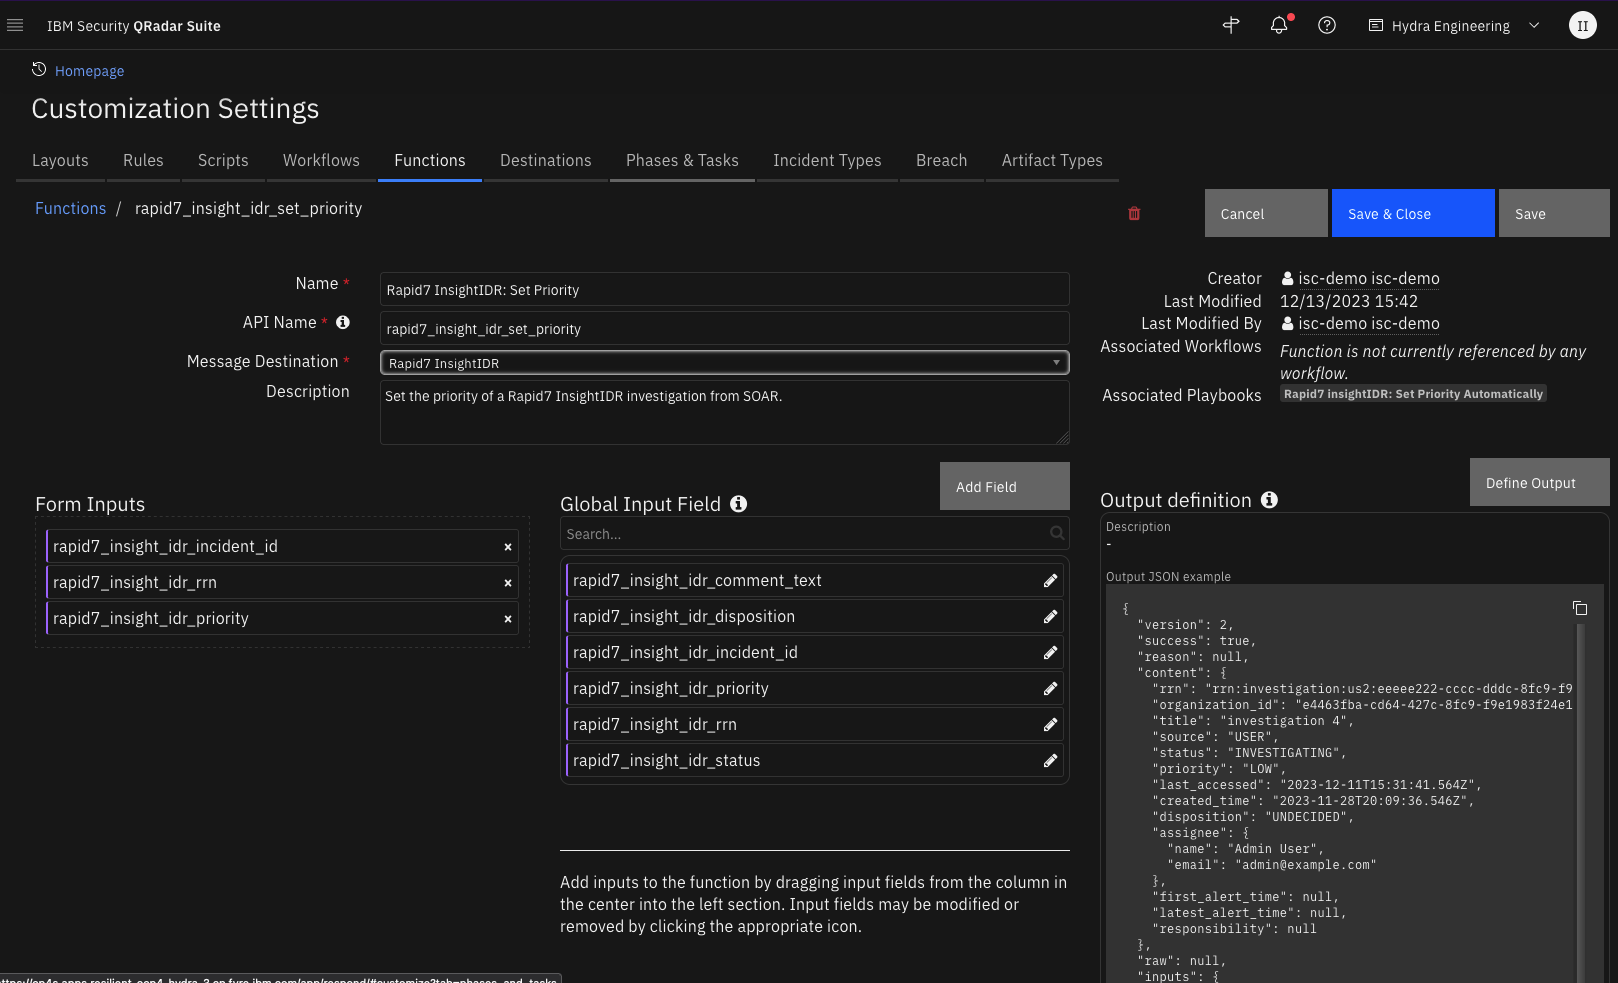 IBM Security QRadar Suite
Hydra Engineering
II
Homepage
Customization Settings
Layouts
Rules
Scripts
Workflows
Functions
Destinations
Phases & Tasks
Incident Types
Breach
Artifact Types
Functions / rapid7_insight_idr_set_priority
Cancel
Save & Close
Save
Name *
Rapid7 InsightIDR: Set Priority
API Name *
rapid7_insight_idr_set_priority
Message Destination *
Rapid7 InsightIDR
Description
Set the priority of a Rapid7 InsightIDR investigation from SOAR.
Creator
isc-demo isc-demo
Last Modified
12/13/2023 15:42
Last Modified By
isc-demo isc-demo
Associated Workflows
Function is not currently referenced by any
workflow.
Associated Playbooks
Rapid7 insightIDR: Set Priority Automatically
Form Inputs
rapid7_insight_idr_incident_id ×
rapid7_insight_idr_rrn ×
rapid7_insight_idr_priority ×
Global Input Field
Add Field
Search...
rapid7_insight_idr_comment_text
rapid7_insight_idr_disposition
rapid7_insight_idr_incident_id
rapid7_insight_idr_priority
rapid7_insight_idr_rrn
rapid7_insight_idr_status
Add inputs to the function by dragging input fields from the column in
the center into the left section. Input fields may be modified or
removed by clicking the appropriate icon.
Output definition
Define Output
Description
-
Output JSON example
{
"version": 2,
"success": true,
"reason": null,
"content": {
"rrn": "rrn:investigation:us2:eeeee222-cccc-dddc-8fc9-f9
"organization_id": "e4463fba-cd64-427c-8fc9-f9e1983f24e1
"title": "investigation 4",
"source": "USER",
"status": "INVESTIGATING",
"priority": "LOW",
"last_accessed": "2023-12-11T15:31:41.564Z",
"created_time": "2023-11-28T20:09:36.546Z",
"disposition": "UNDECIDED",
"assignee": {
"name": "Admin User",
"email": "admin@example.com"
},
"first_alert_time": null,
"latest_alert_time": null,
"responsibility": null
},
"raw": null,
"inputs": {